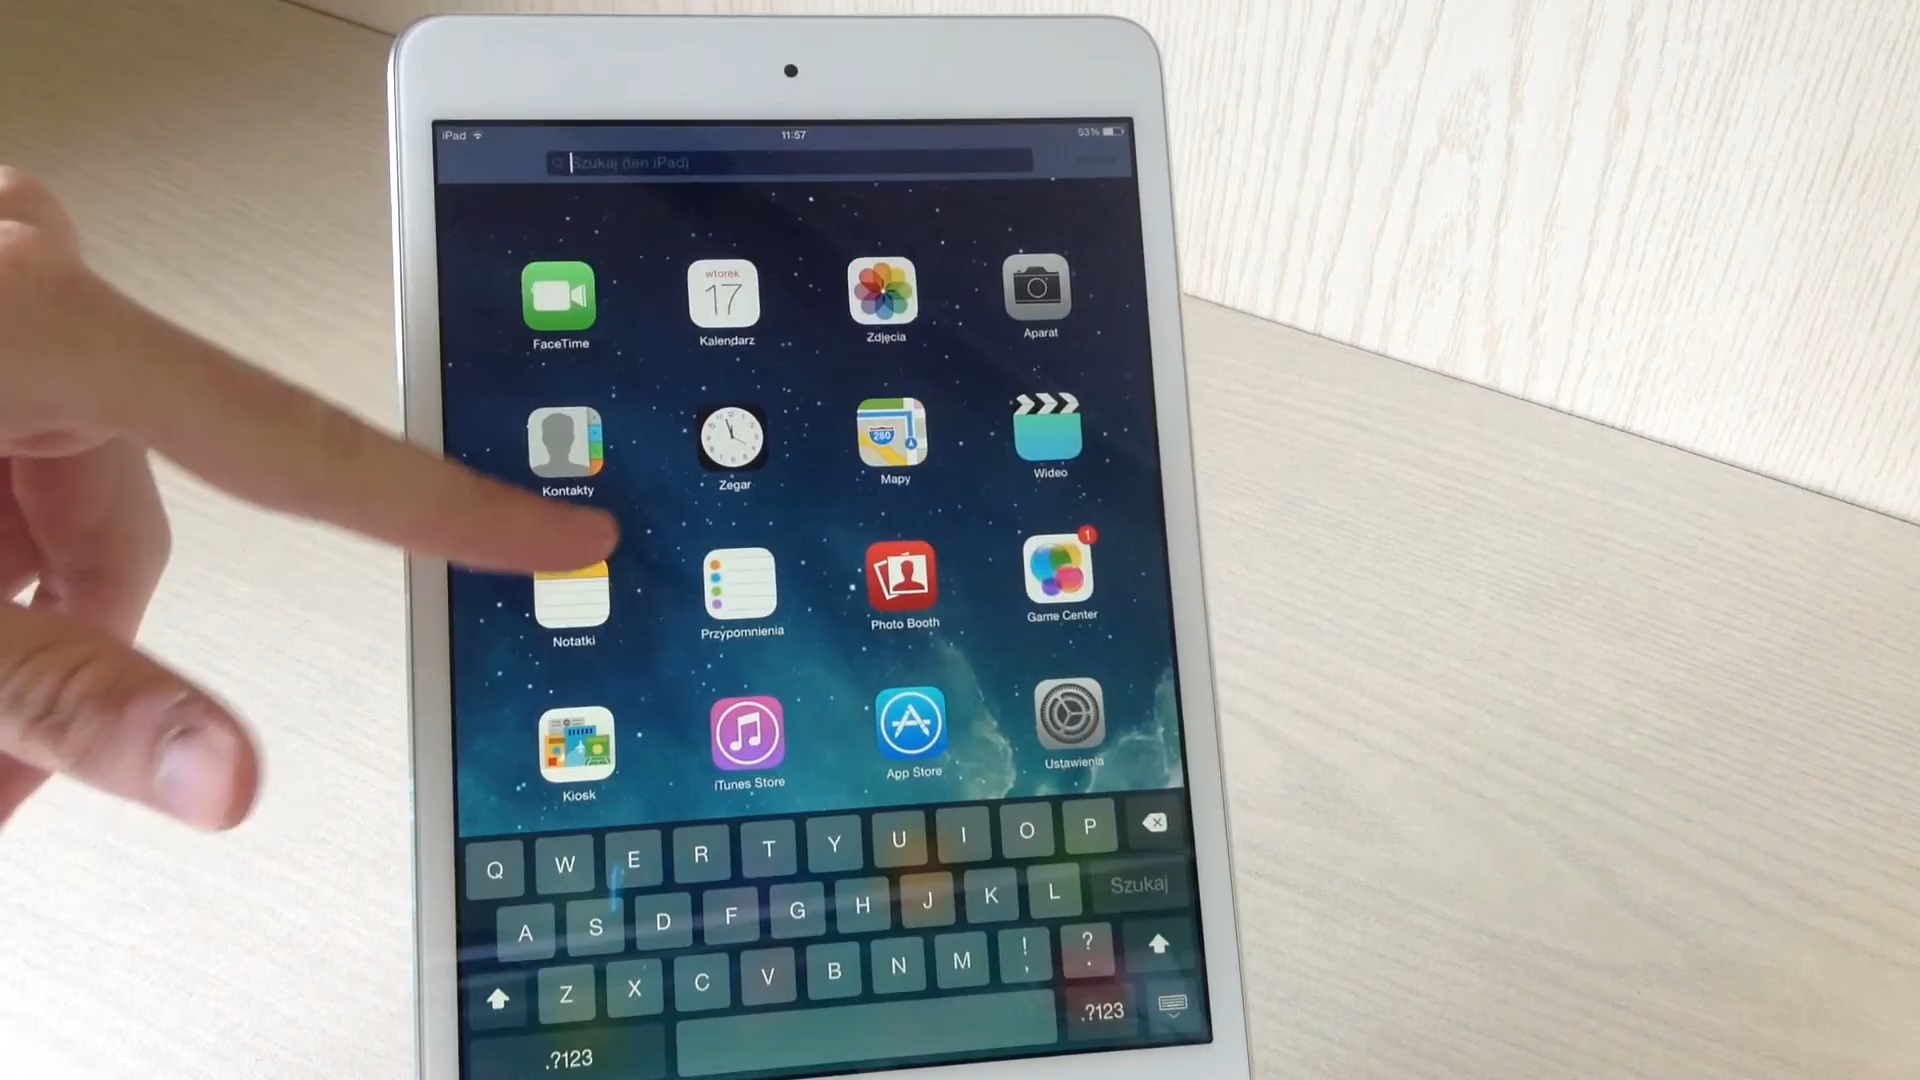 iPad 11:57 53%
Szukaj (ten iPad)
wtorek
17
FaceTime Kalendarz Zdjęcia Aparat
280
Kontakty Zegar Mapy Wideo
1
Notatki Przypomnienia Photo Booth Game Center
Kiosk iTunes Store App Store Ustawienia
Q W E R T Y U I O P
A S D F G H J K L Szukaj
Z X C V B N M ! , ? .
.?123 .?123